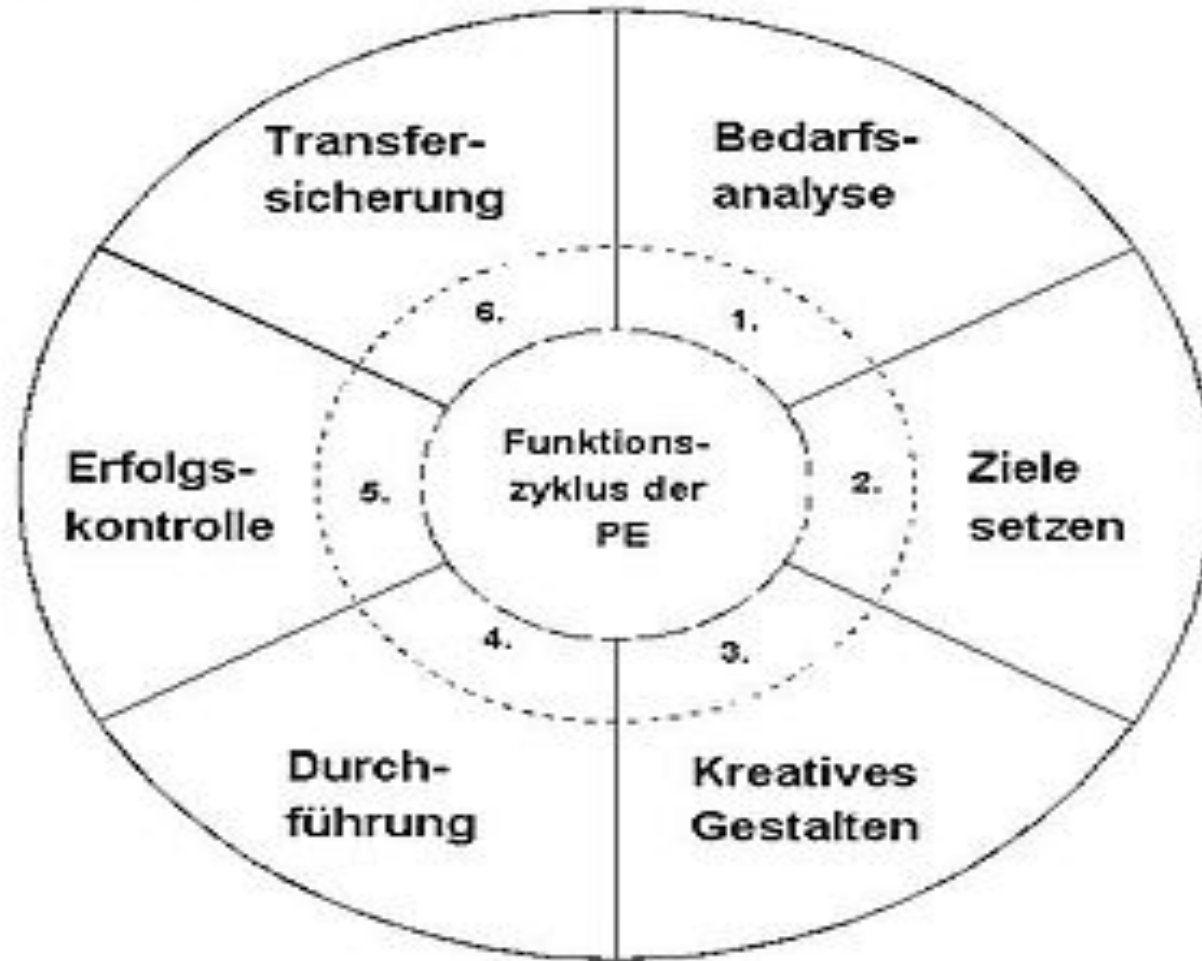 Transfer-
sicherung
Bedarfs-
analyse
6.
1.
Erfolgs-
kontrolle
5.
Funktions-
zyklus der
PE
2.
Ziele
setzen
4.
3.
Durch-
führung
Kreatives
Gestalten